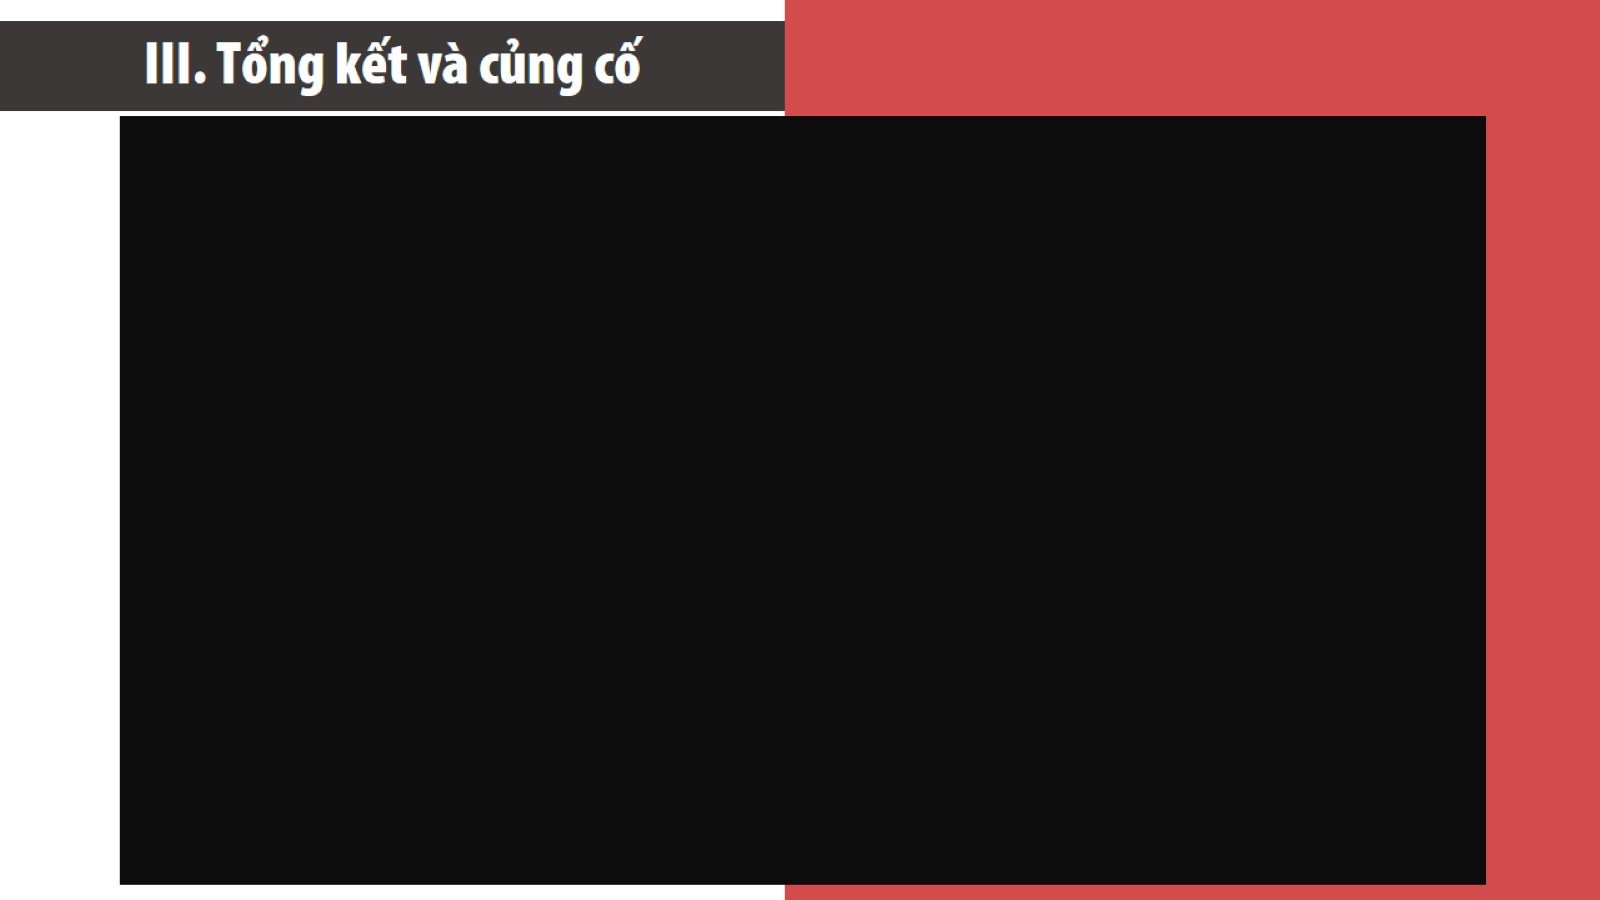 III. Tổng kết và củng cố